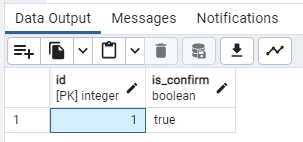 Data Output Messages Notifications
id is_confirm
[PK] integer boolean
1 1 true